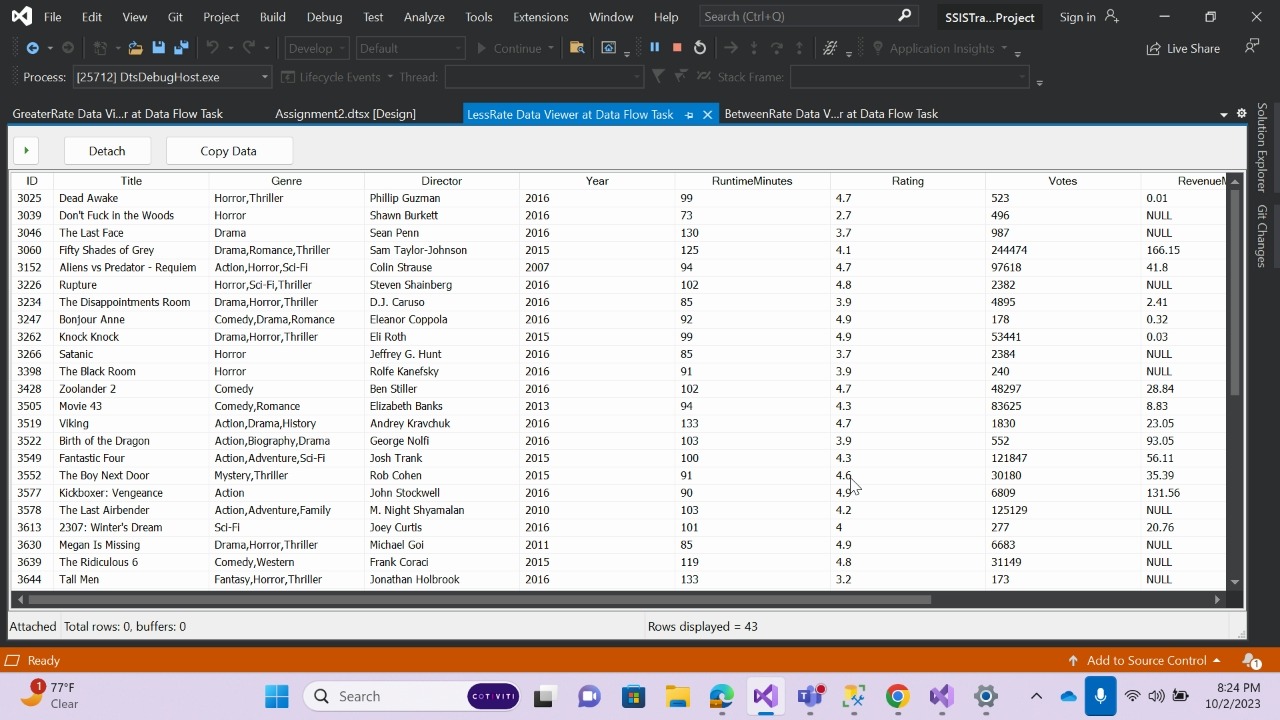 File Edit View Git Project Build Debug Test Analyze Tools Extensions Window Help Search (Ctrl+Q) SSISTra...Project Sign in
Develop Default Continue Application Insights Live Share
Process: [25712] DtsDebugHost.exe Lifecycle Events Thread: Stack Frame:
GreaterRate Data Vi...r at Data Flow Task Assignment2.dtsx [Design] LessRate Data Viewer at Data Flow Task BetweenRate Data V...r at Data Flow Task
Solution Explorer
Git Changes
Detach Copy Data
ID Title Genre Director Year RuntimeMinutes Rating Votes RevenueM
3025 Dead Awake Horror,Thriller Phillip Guzman 2016 99 4.7 523 0.01
3039 Don't Fuck in the Woods Horror Shawn Burkett 2016 73 2.7 496 NULL
3046 The Last Face Drama Sean Penn 2016 130 3.7 987 NULL
3060 Fifty Shades of Grey Drama,Romance,Thriller Sam Taylor-Johnson 2015 125 4.1 244474 166.15
3152 Aliens vs Predator - Requiem Action,Horror,Sci-Fi Colin Strause 2007 94 4.7 97618 41.8
3226 Rupture Horror,Sci-Fi,Thriller Steven Shainberg 2016 102 4.8 2382 NULL
3234 The Disappointments Room Drama,Horror,Thriller D.J. Caruso 2016 85 3.9 4895 2.41
3247 Bonjour Anne Comedy,Drama,Romance Eleanor Coppola 2016 92 4.9 178 0.32
3262 Knock Knock Drama,Horror,Thriller Eli Roth 2015 99 4.9 53441 0.03
3266 Satanic Horror Jeffrey G. Hunt 2016 85 3.7 2384 NULL
3398 The Black Room Horror Rolfe Kanefsky 2016 91 3.9 240 NULL
3428 Zoolander 2 Comedy Ben Stiller 2016 102 4.7 48297 28.84
3505 Movie 43 Comedy,Romance Elizabeth Banks 2013 94 4.3 83625 8.83
3519 Viking Action,Drama,History Andrey Kravchuk 2016 133 4.7 1830 23.05
3522 Birth of the Dragon Action,Biography,Drama George Nolfi 2016 103 3.9 552 93.05
3549 Fantastic Four Action,Adventure,Sci-Fi Josh Trank 2015 100 4.3 121847 56.11
3552 The Boy Next Door Mystery,Thriller Rob Cohen 2015 91 4.6 30180 35.39
3577 Kickboxer: Vengeance Action John Stockwell 2016 90 4.9 6809 131.56
3578 The Last Airbender Action,Adventure,Family M. Night Shyamalan 2010 103 4.2 125129 NULL
3613 2307: Winter's Dream Sci-Fi Joey Curtis 2016 101 4 277 20.76
3630 Megan Is Missing Drama,Horror,Thriller Michael Goi 2011 85 4.9 6683 NULL
3639 The Ridiculous 6 Comedy,Western Frank Coraci 2015 119 4.8 31149 NULL
3644 Tall Men Fantasy,Horror,Thriller Jonathan Holbrook 2016 133 3.2 173 NULL
Attached Total rows: 0, buffers: 0 Rows displayed = 43
Ready Add to Source Control 1
1 77°F Search COTIVITI 8:24 PM
Clear 10/2/2023